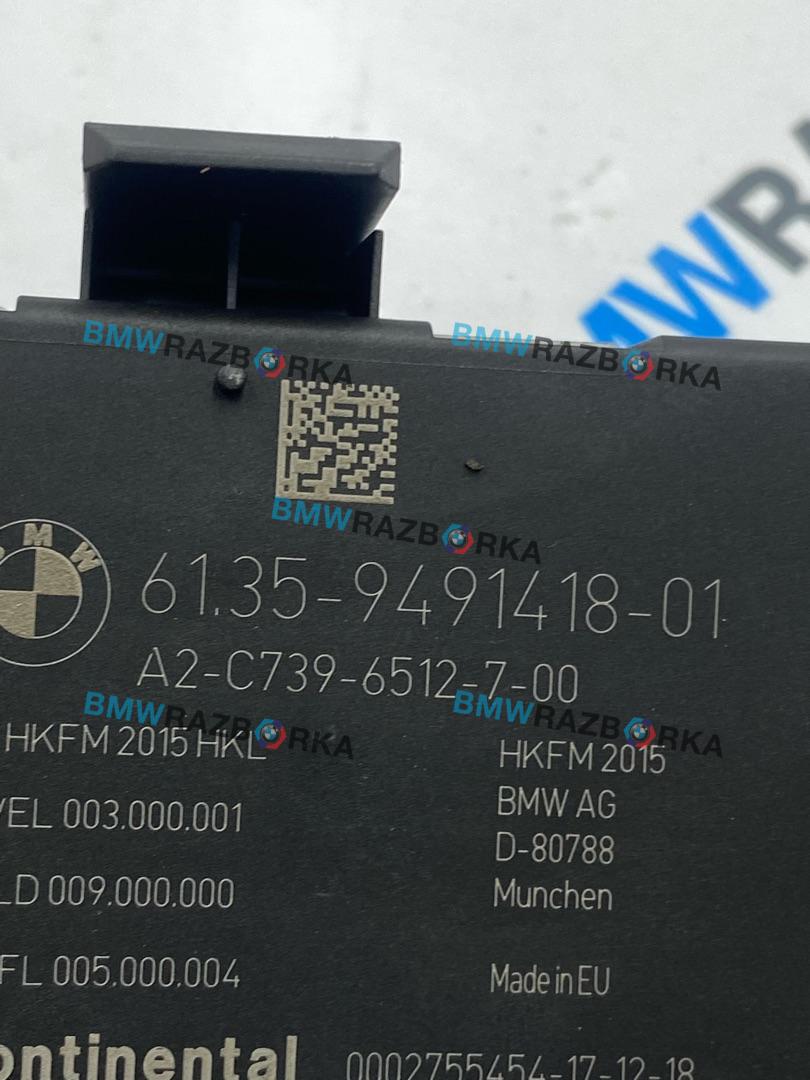 MWR
BMWRAZBORKA
BMWRAZBORKA
BMWRAZBORKA
BMW
61.35-9491418-01
A2-C739-6512-7-00
BMWRAZBORKA
BMWRAZBORKA
HKFM 2015 HKL
HKFM 2015
VEL 003.000.001
BMW AG
D-80788
LD 009.000.000
Munchen
FL 005.000.004
Made in EU
ontinental
0002755454-17-12-18